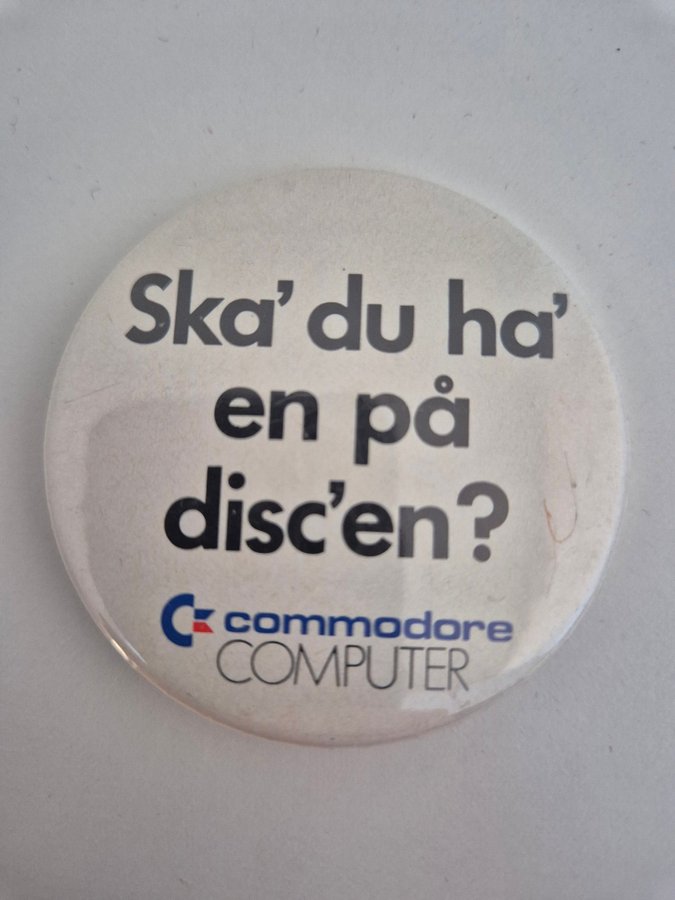 Ska' du ha'
en på
disc'en?
commodore
COMPUTER